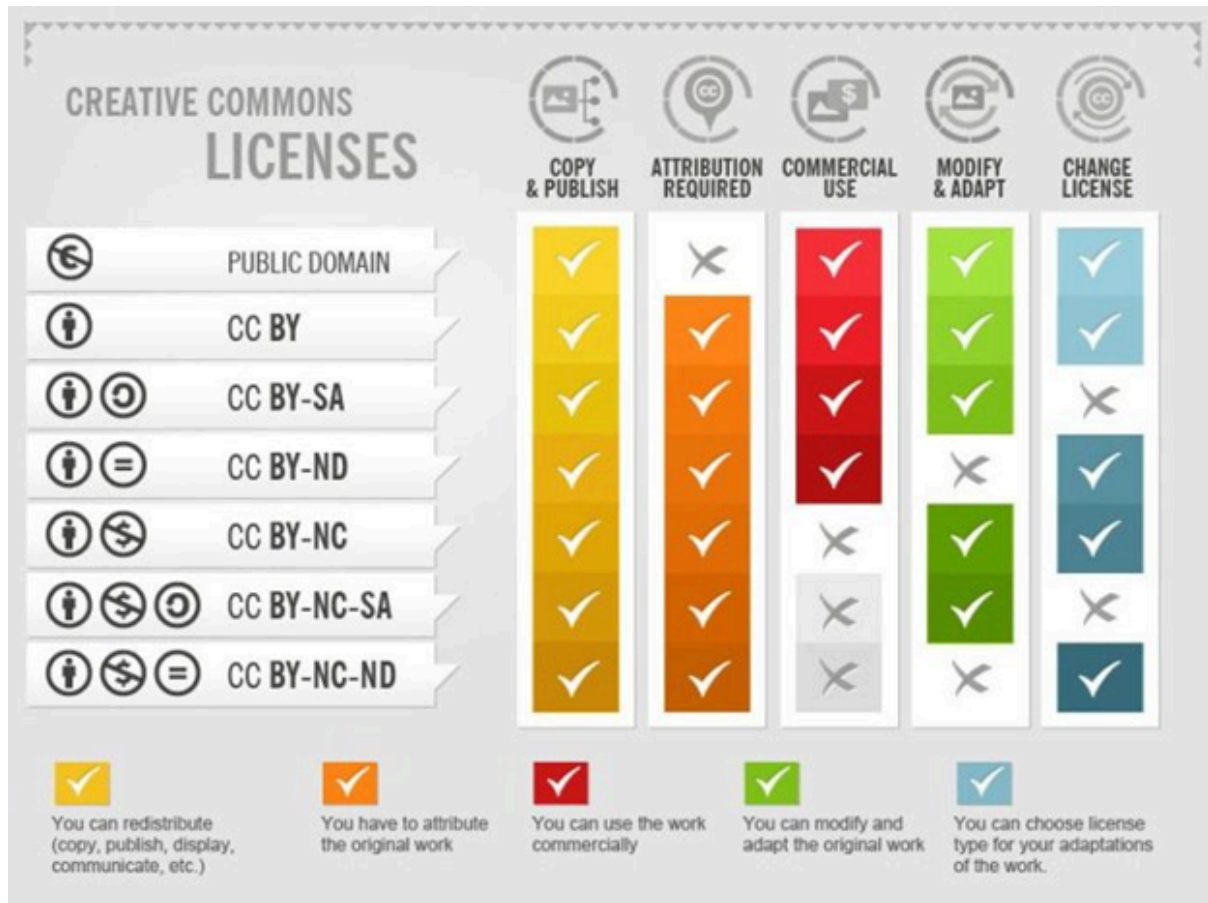 CREATIVE COMMONS
LICENSES
COPY
& PUBLISH
ATTRIBUTION
REQUIRED
COMMERCIAL
USE
MODIFY
& ADAPT
CHANGE
LICENSE
PUBLIC DOMAIN
CC BY
CC BY-SA
CC BY-ND
CC BY-NC
CC BY-NC-SA
CC BY-NC-ND
You can redistribute
(copy, publish, display,
communicate, etc.)
You have to attribute
the original work
You can use the work
commercially
You can modify and
adapt the original work
You can choose license
type for your adaptations
of the work.